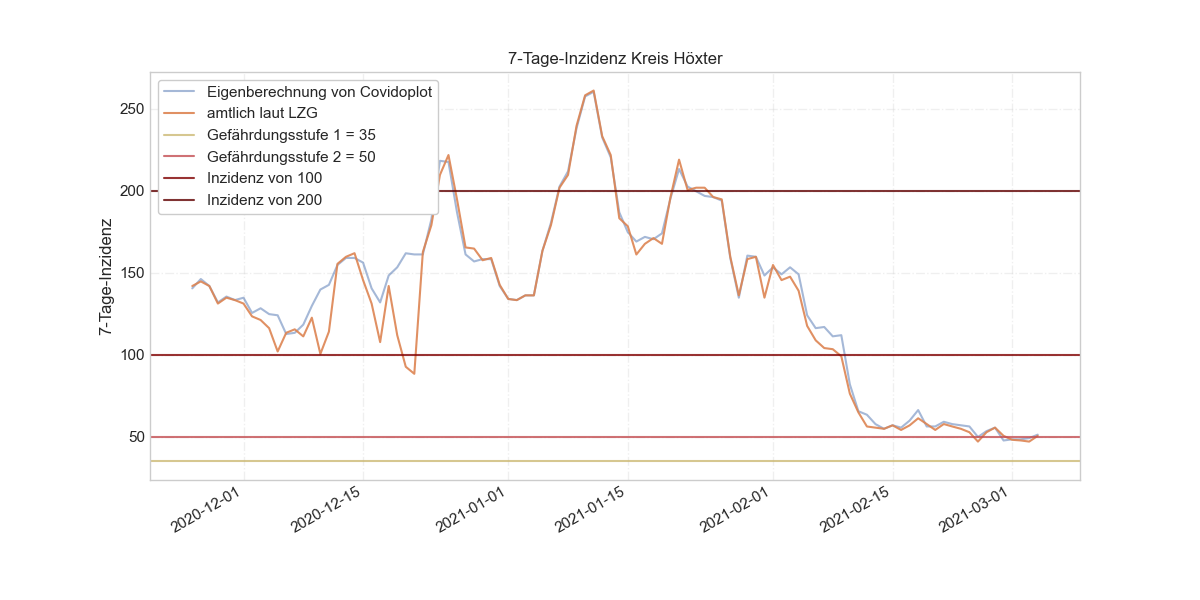 7-Tage-Inzidenz Kreis Höxter
Eigenberechnung von Covidoplot
amtlich laut LZG
Gefährdungsstufe 1 = 35
Gefährdungsstufe 2 = 50
Inzidenz von 100
Inzidenz von 200
7-Tage-Inzidenz
250
200
150
100
50
2020-12-01
2020-12-15
2021-01-01
2021-01-15
2021-02-01
2021-02-15
2021-03-01